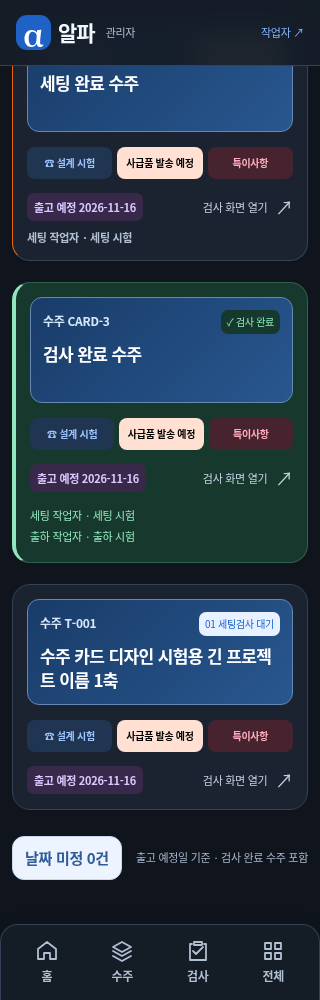 α 알파 관리자 작업자 ↗
세팅 완료 수주
☎ 설계 시험 사급품 발송 예정 특이사항
출고 예정 2026-11-16 검사 화면 열기 ↗
세팅 작업자 · 세팅 시험
수주 CARD-3 ✓ 검사 완료
검사 완료 수주
☎ 설계 시험 사급품 발송 예정 특이사항
출고 예정 2026-11-16 검사 화면 열기 ↗
세팅 작업자 · 세팅 시험
출하 작업자 · 출하 시험
수주 T-001 01 세팅검사 대기
수주 카드 디자인 시험용 긴 프로젝
트 이름 1축
☎ 설계 시험 사급품 발송 예정 특이사항
출고 예정 2026-11-16 검사 화면 열기 ↗
날짜 미정 0건 출고 예정일 기준 · 검사 완료 수주 포함
홈 수주 검사 전체